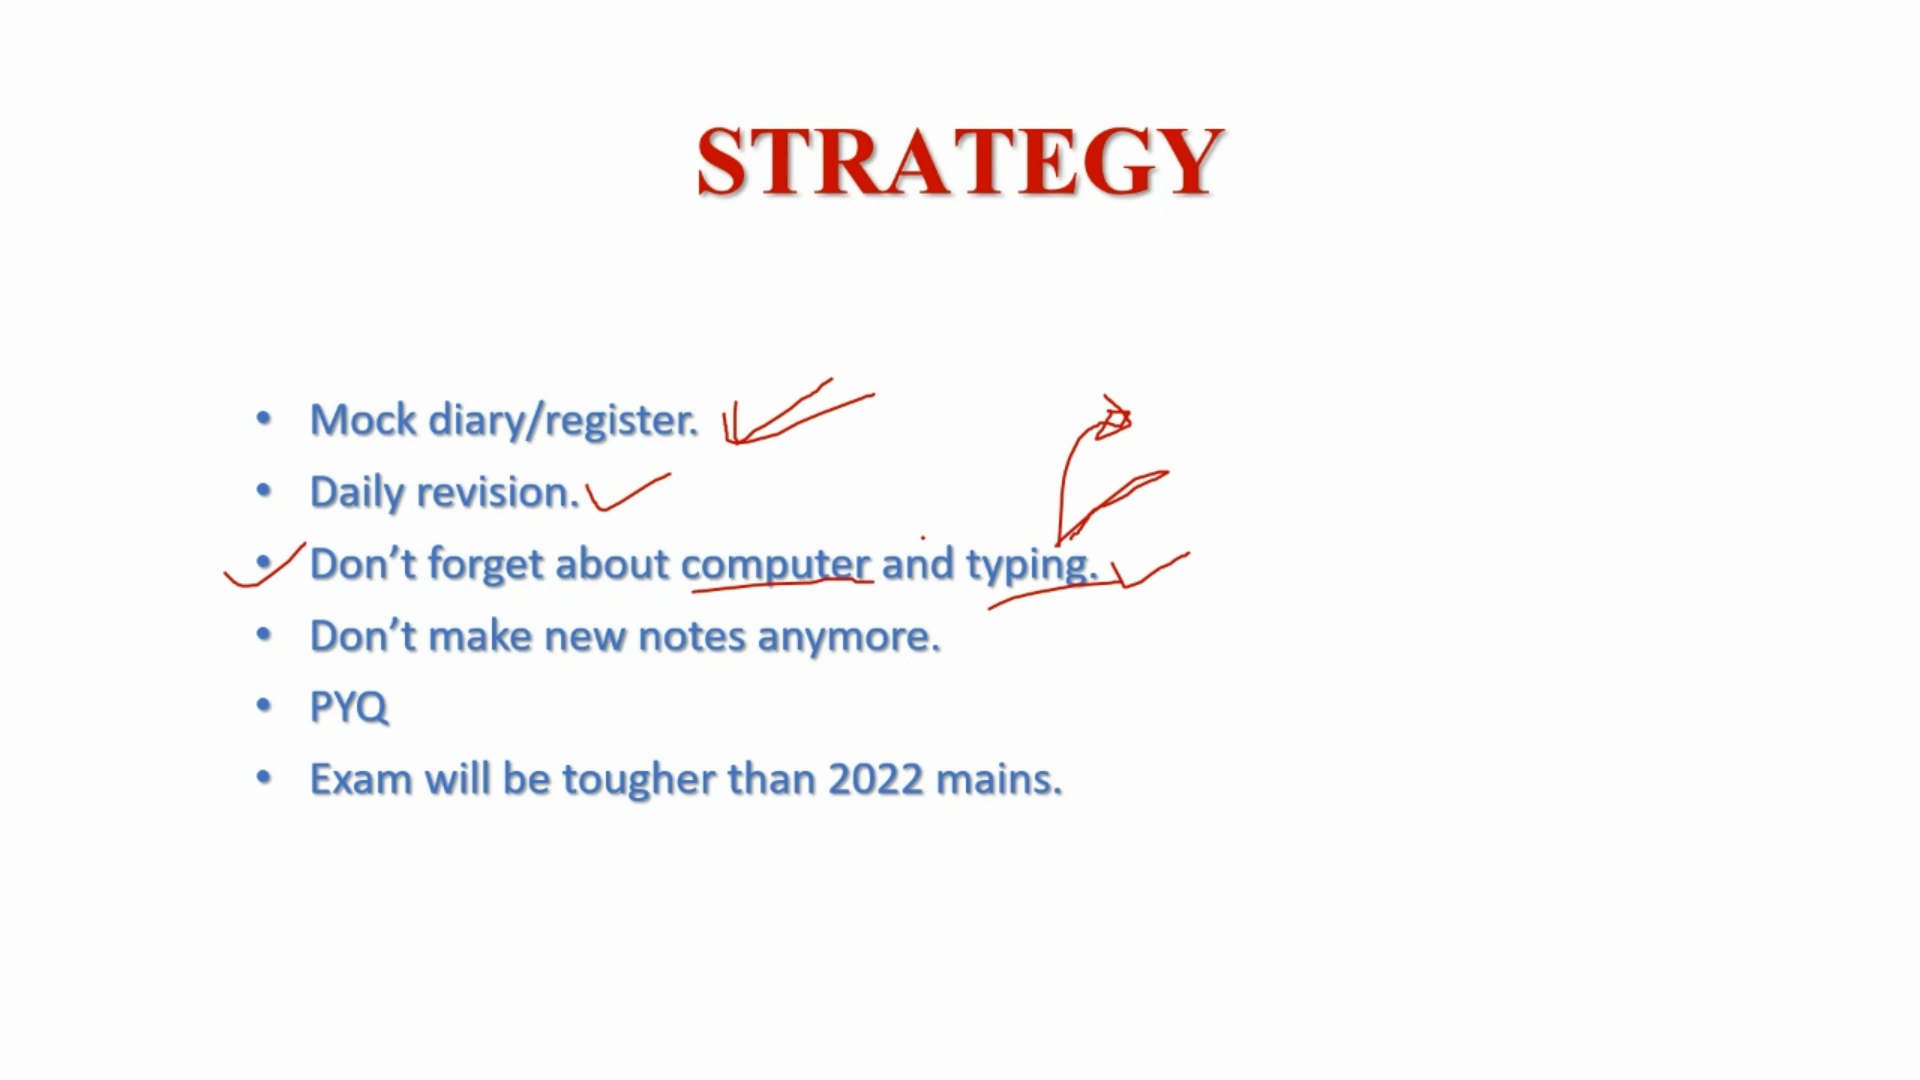 STRATEGY
• Mock diary/register.
• Daily revision.
• Don’t forget about computer and typing.
• Don’t make new notes anymore.
• PYQ
• Exam will be tougher than 2022 mains.